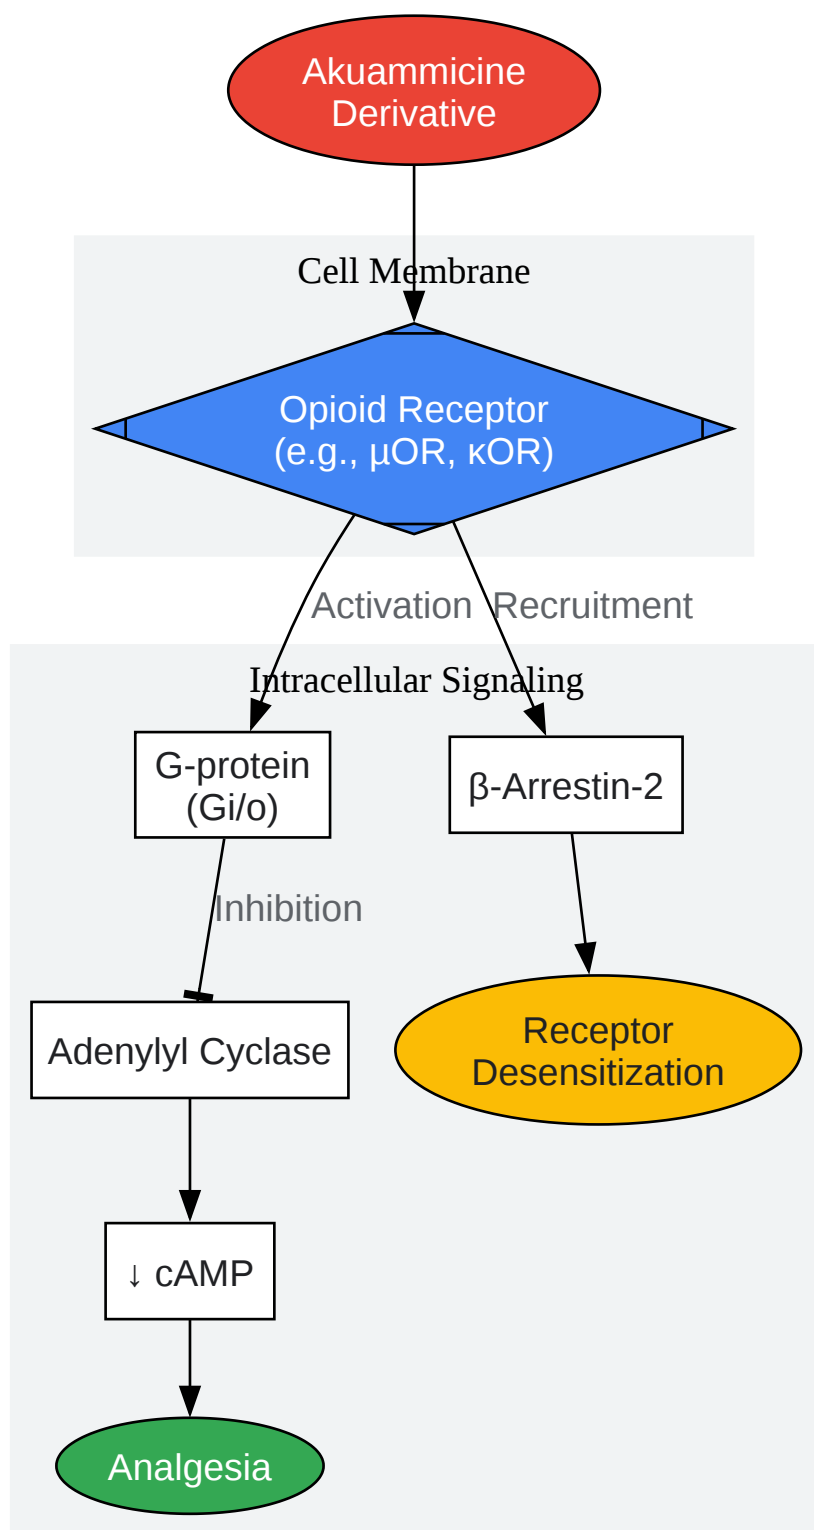 Akuammicine
Derivative
Cell Membrane
Opioid Receptor
(e.g., µOR, κOR)
Activation
Recruitment
Intracellular Signaling
G-protein
(Gi/o)
β-Arrestin-2
Inhibition
Adenylyl Cyclase
Receptor
Desensitization
↓ cAMP
Analgesia